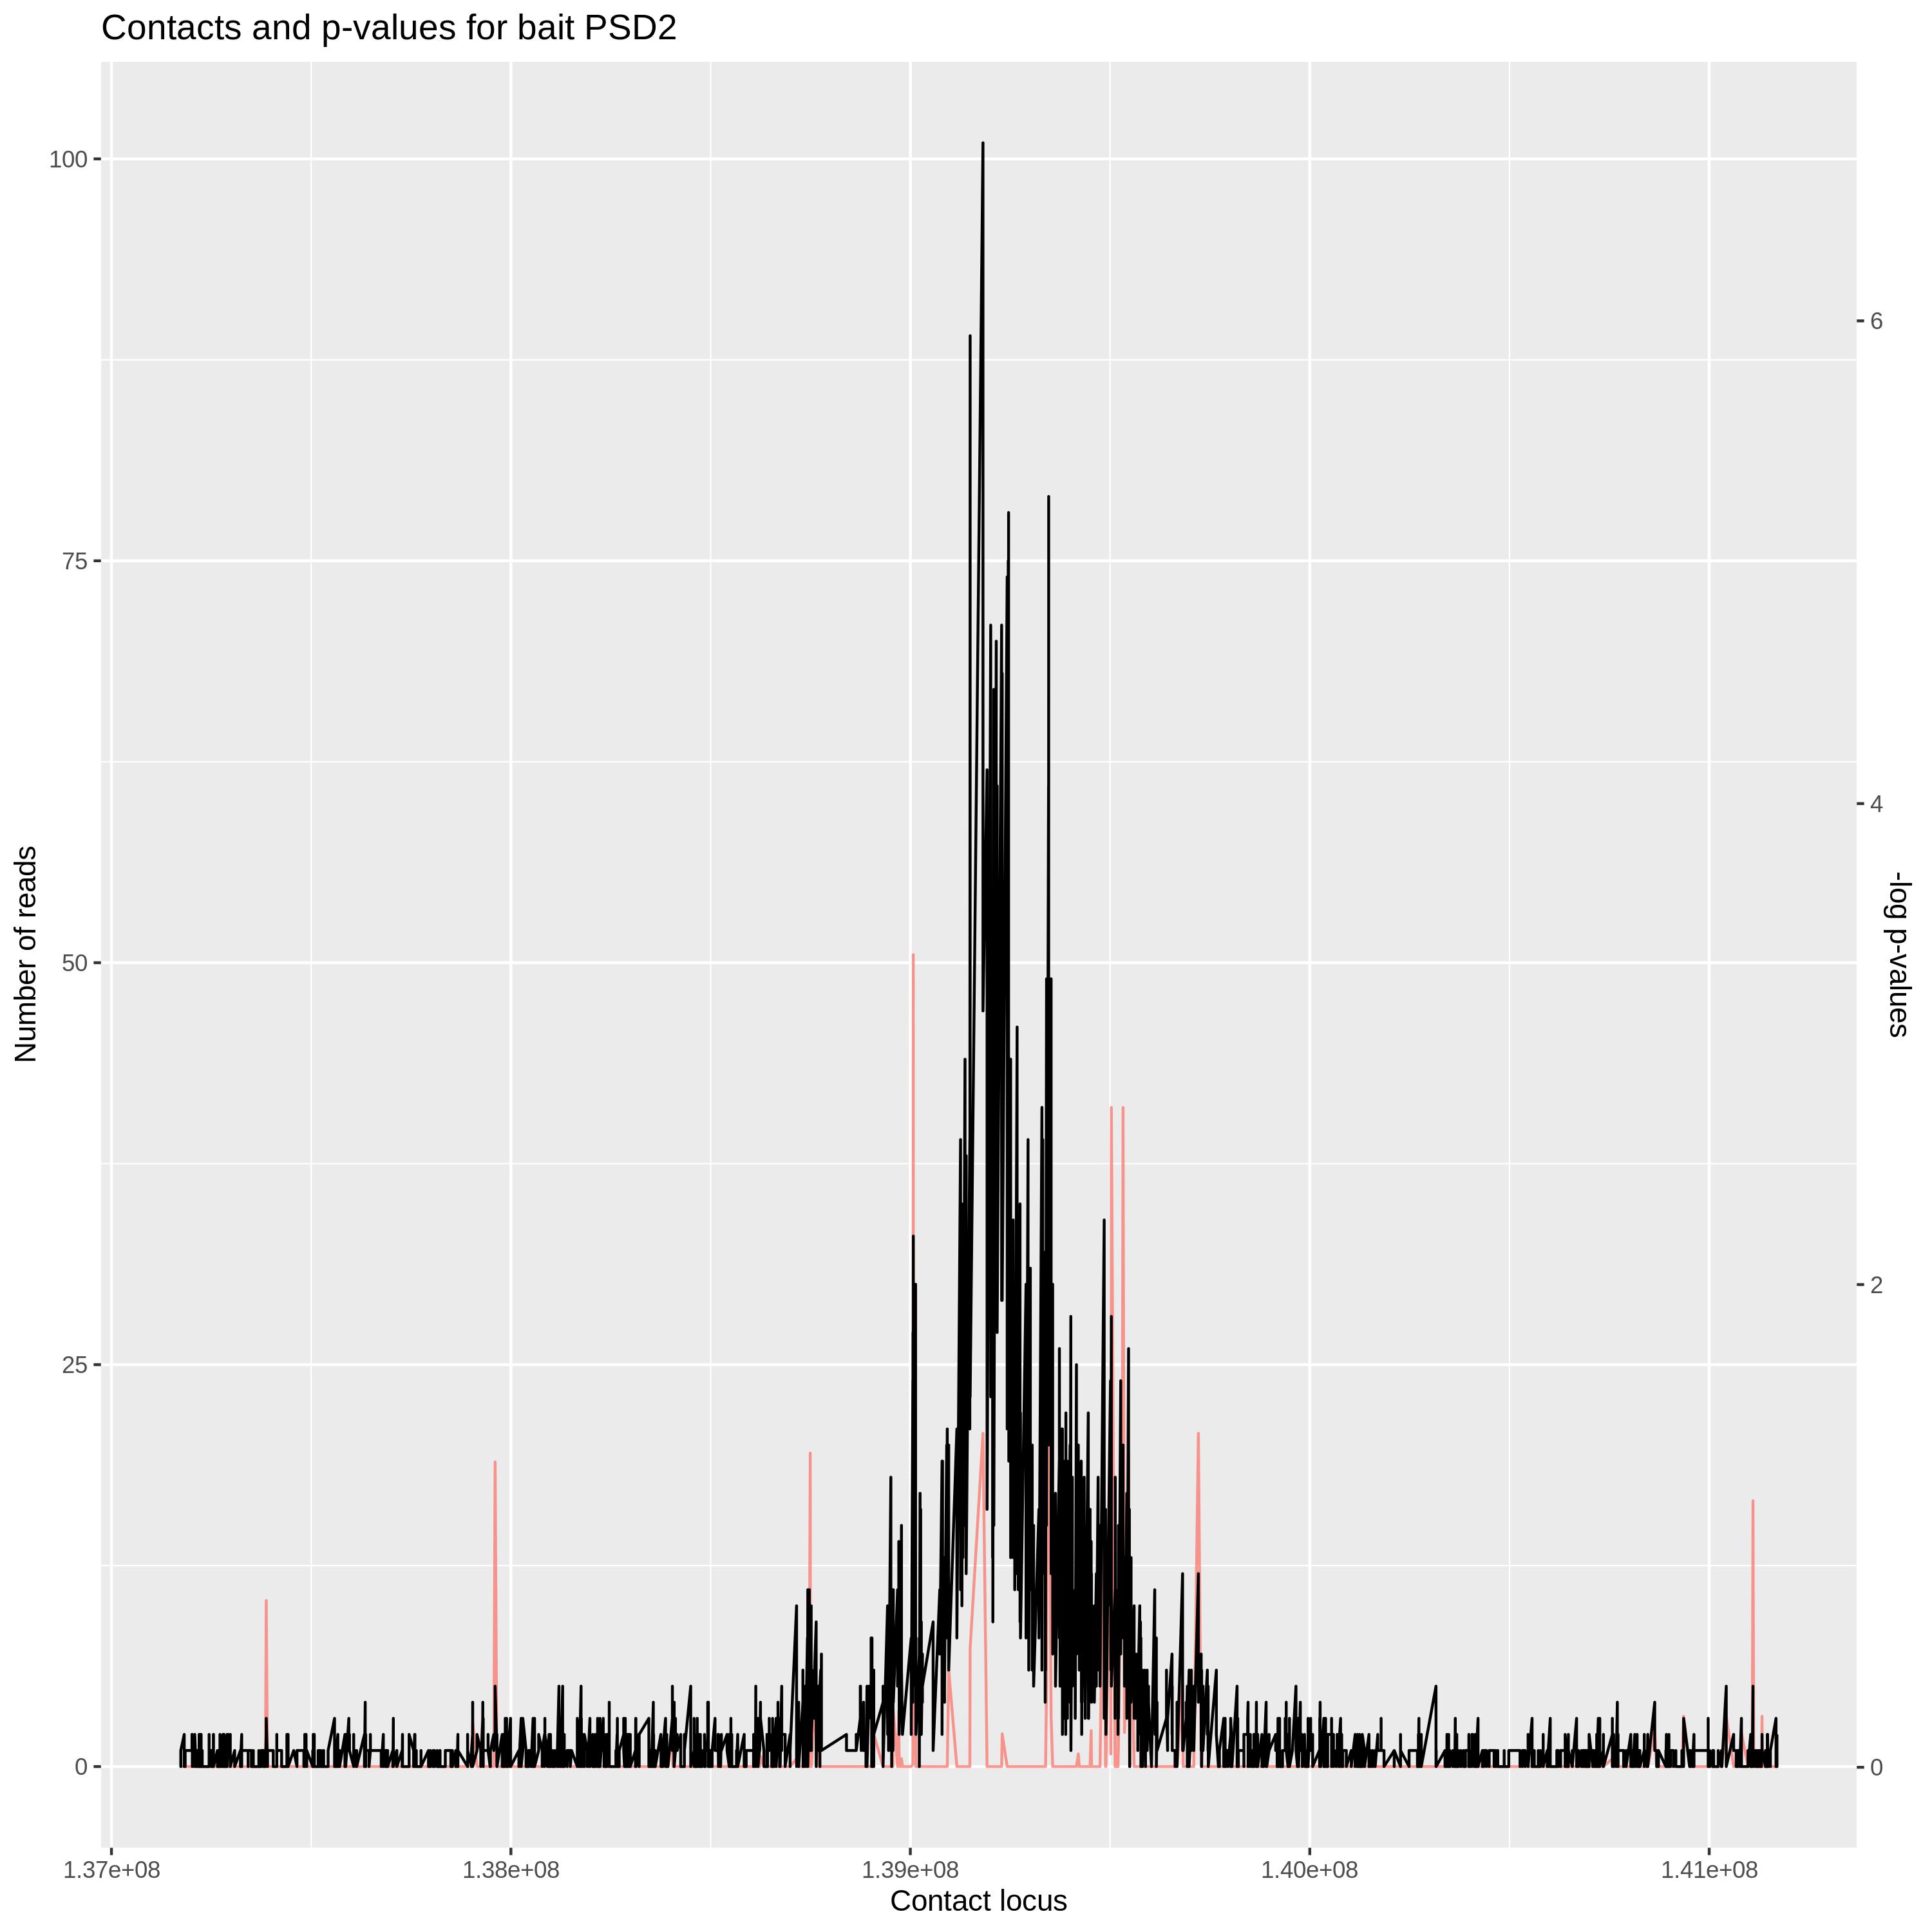 Contacts and p-values for bait PSD2
100
75
50
25
0
Number of reads
6
4
2
0
-log p-values
1.37e+08
1.38e+08
1.39e+08
1.40e+08
1.41e+08
Contact locus